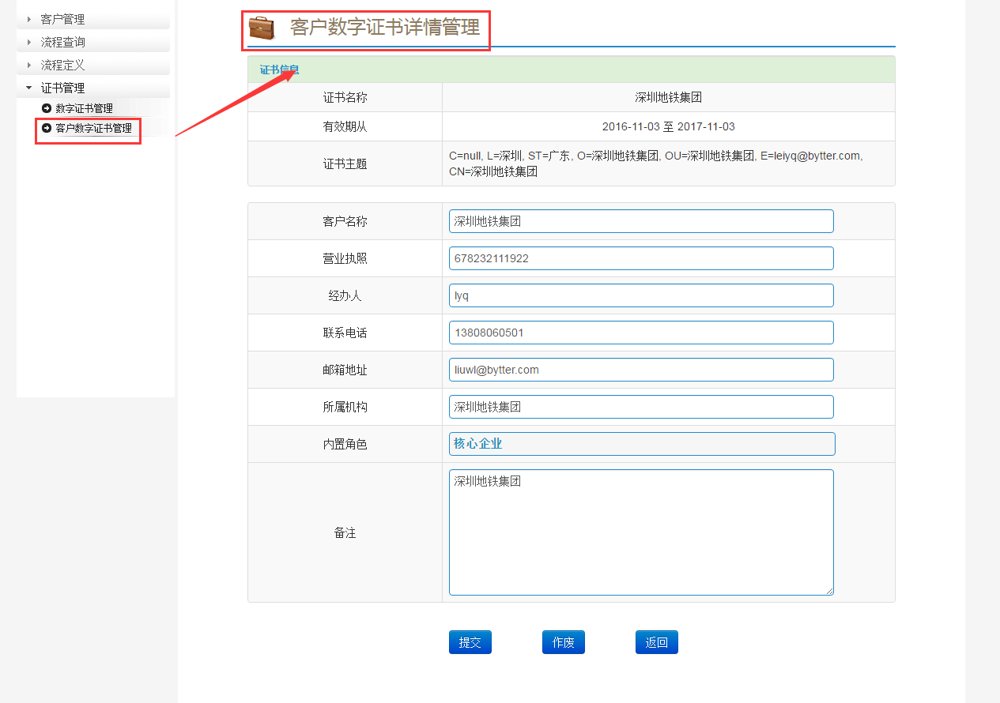 客户管理
流程查询
流程定义
证书管理
数字证书管理
客户数字证书管理
客户数字证书详情管理
证书信息
证书名称 深圳地铁集团
有效期从 2016-11-03 至 2017-11-03
证书主题 C=null, L=深圳, ST=广东, O=深圳地铁集团, OU=深圳地铁集团, E=leiyq@bytter.com,
CN=深圳地铁集团
客户名称 深圳地铁集团
营业执照 678232111922
经办人 lyq
联系电话 13808060501
邮箱地址 liuwl@bytter.com
所属机构 深圳地铁集团
内置角色 核心企业
备注 深圳地铁集团
提交 作废 返回